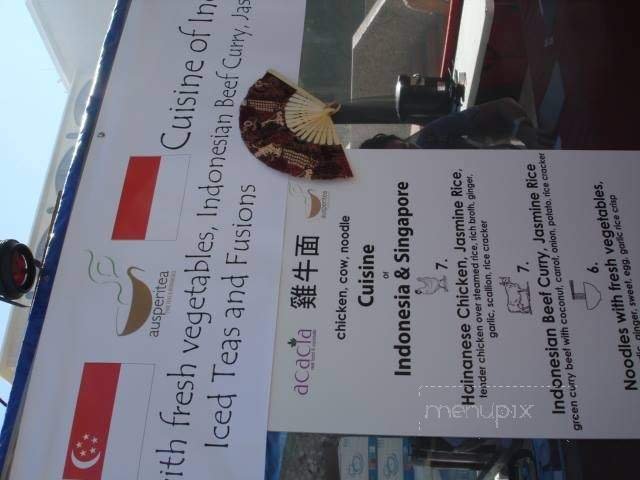 Cuisine of
with fresh vegetables, Indonesian Beef Curry,
Iced Teas and Fusions
auspentea
auspentea
acacia
雞牛面
chicken, cow, noodle
Cuisine
of
Indonesia & Singapore
7.
Hainanese Chicken, Jasmine Rice,
tender chicken over steamed rice, rich broth, ginger,
garlic, scallion, rice cracker
7.
Indonesian Beef Curry, Jasmine Rice
green curry beef with coconut, carrot, onion, potato, rice cracker
6.
Noodles with fresh vegetables,
ginger, sweet, egg, garlic rice crisp
menupix